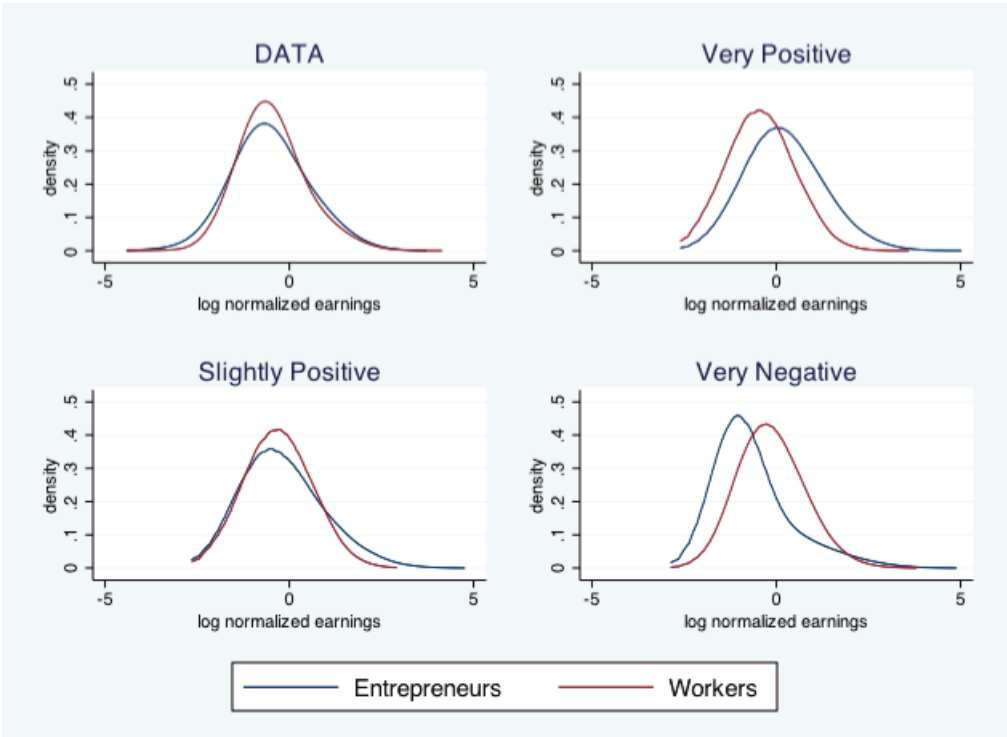 DATA
.5
.4
.3
.2
.1
0
density
-5 0 5
log normalized earnings
Very Positive
.5
.4
.3
.2
.1
0
density
-5 0 5
log normalized earnings
Slightly Positive
.5
.4
.3
.2
.1
0
density
-5 0 5
log normalized earnings
Very Negative
.5
.4
.3
.2
.1
0
density
-5 0 5
log normalized earnings
Entrepreneurs Workers